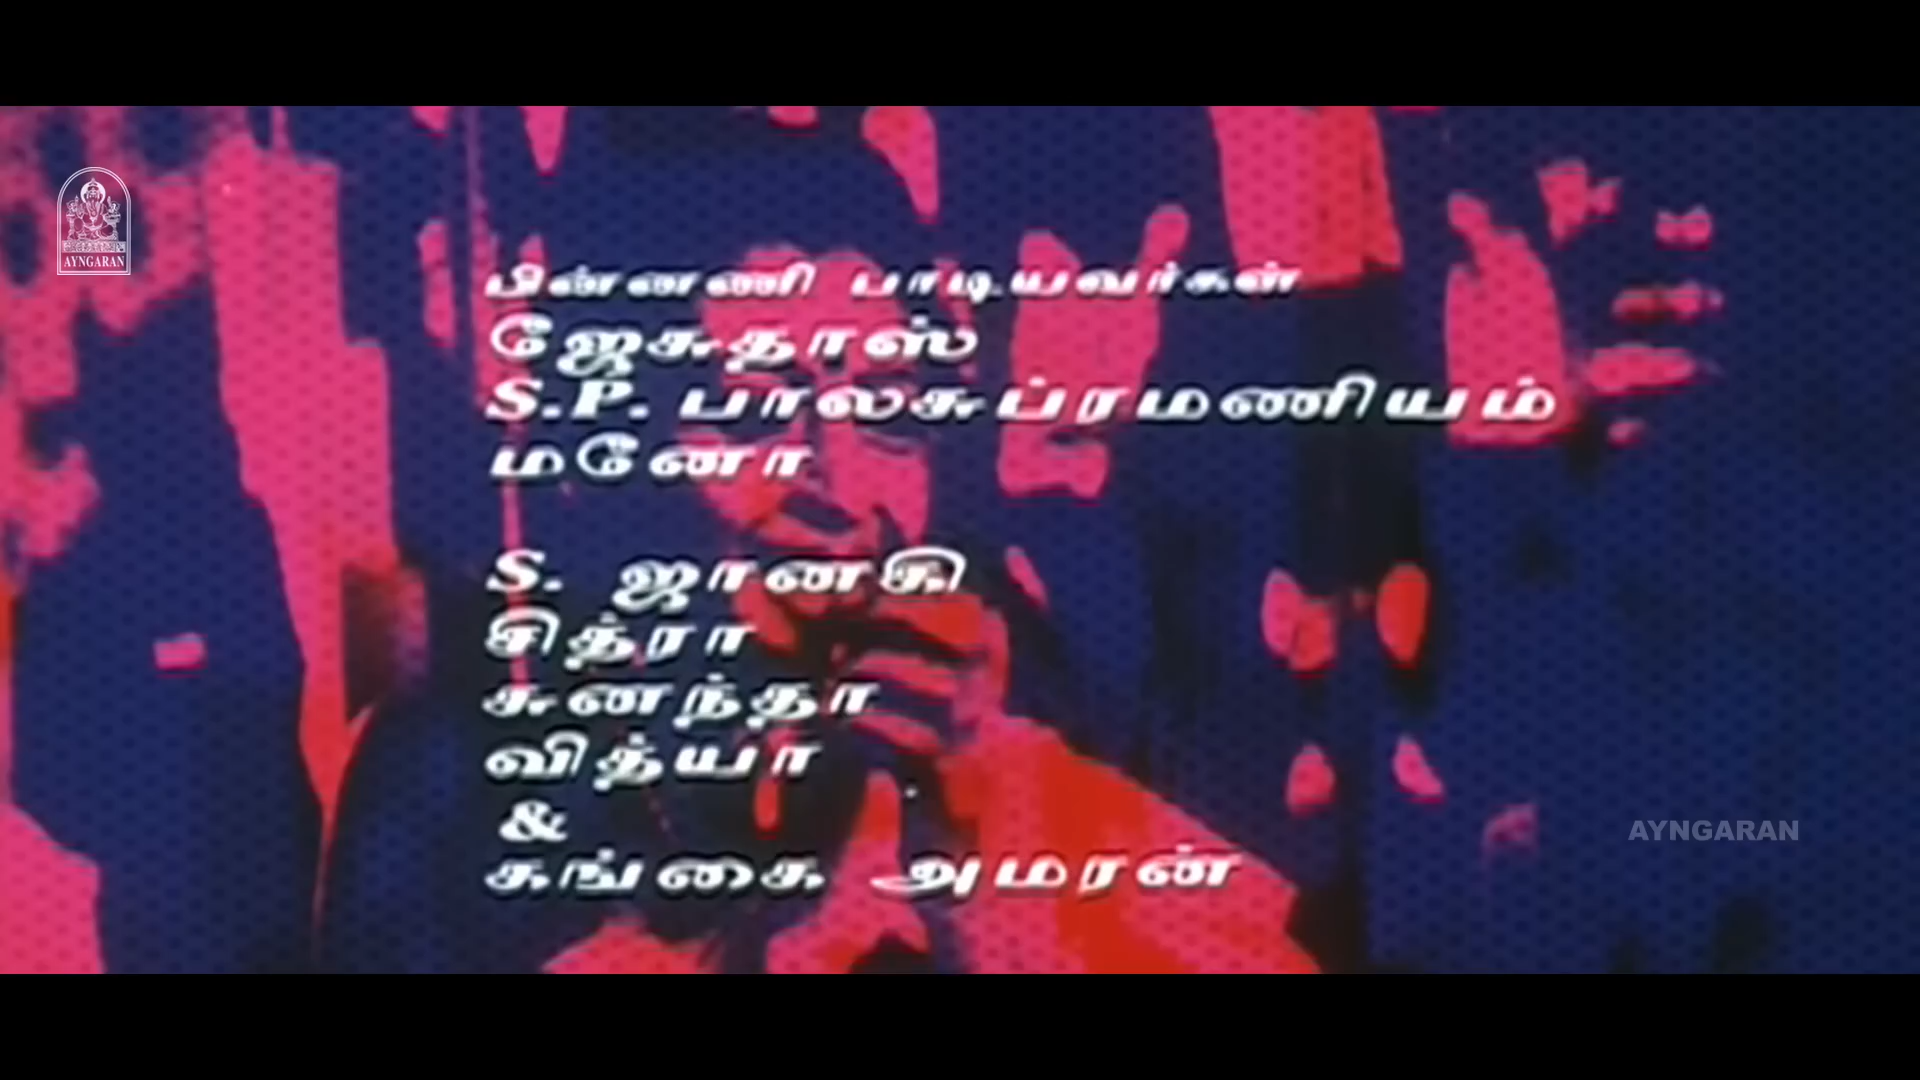 பின்னணி பாடியவர்கள்
ஜேசுதாஸ்
S.P. பாலசுப்ரமணியம்
மனோ
S. ஜானகி
சித்ரா
சுனந்தா
வித்யா
&
கங்கை அமரன்
AYNGARAN
AYNGARAN